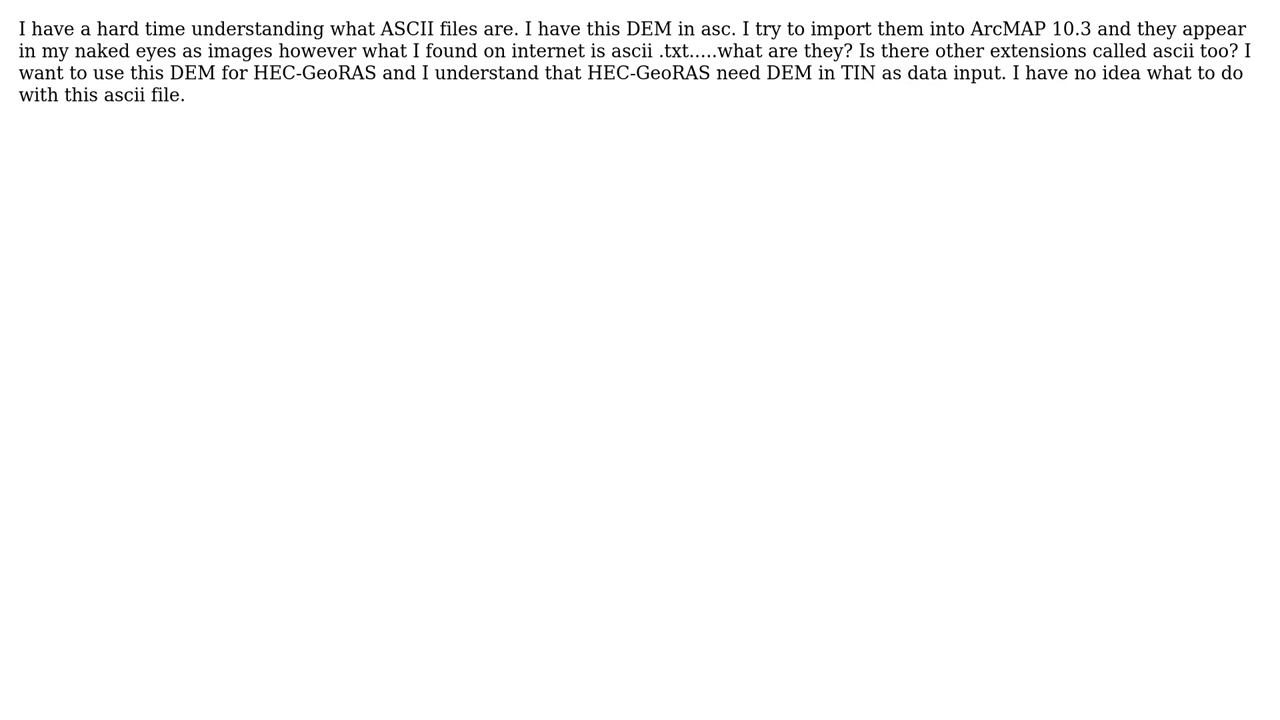 I have a hard time understanding what ASCII files are. I have this DEM in asc. I try to import them into ArcMAP 10.3 and they appear
in my naked eyes as images however what I found on internet is ascii .txt.....what are they? Is there other extensions called ascii too? I
want to use this DEM for HEC-GeoRAS and I understand that HEC-GeoRAS need DEM in TIN as data input. I have no idea what to do
with this ascii file.